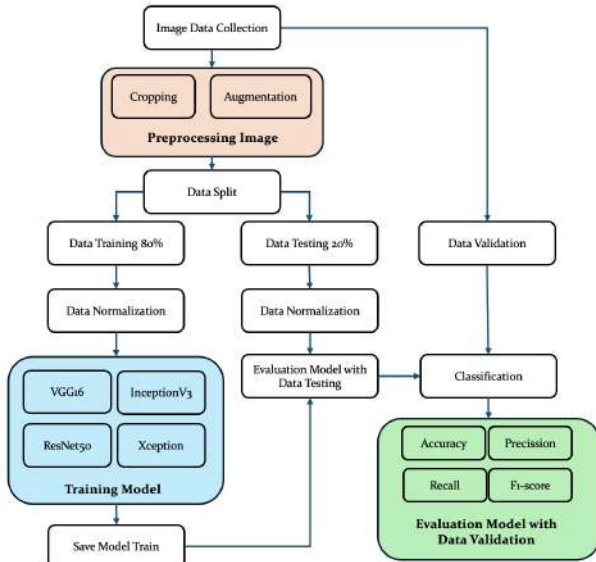 Image Data Collection
Cropping
Augmentation
Preprocessing Image
Data Split
Data Training 80%
Data Testing 20%
Data Validation
Data Normalization
Data Normalization
VGG16
InceptionV3
ResNet50
Xception
Training Model
Evaluation Model with
Data Testing
Classification
Accuracy
Precission
Recall
F1-score
Evaluation Model with
Data Validation
Save Model Train